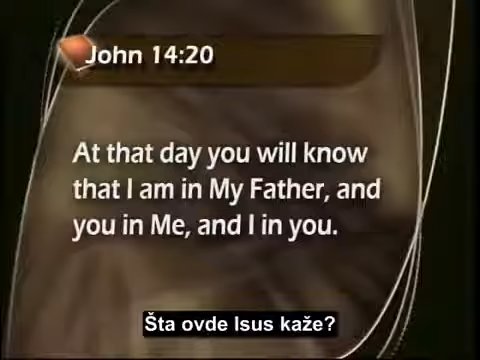 John 14:20
At that day you will know
that I am in My Father, and
you in Me, and I in you.
Šta ovde Isus kaže?